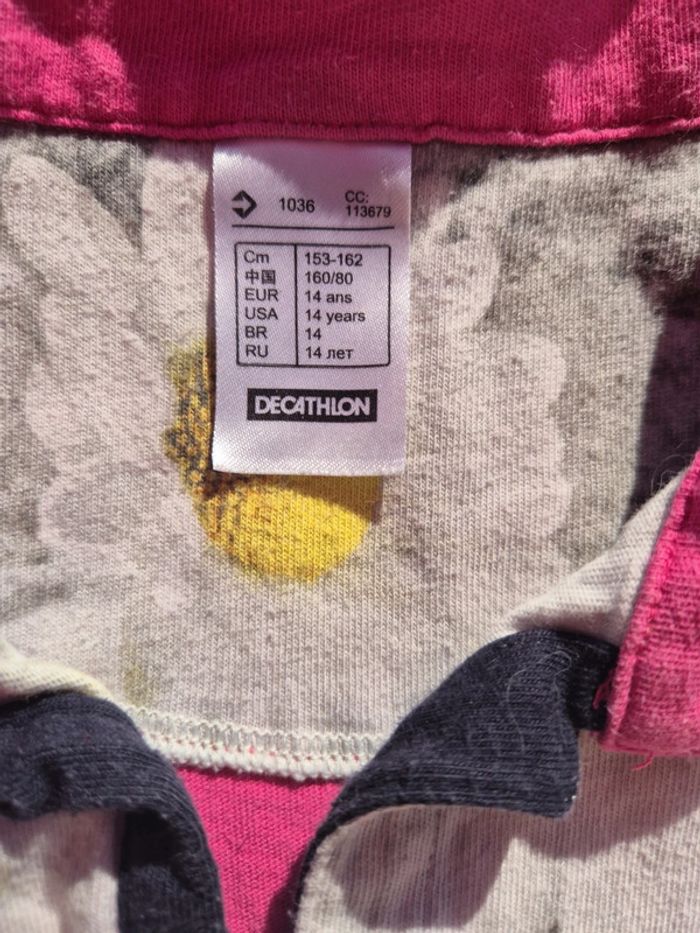 1036 CC:
113679
Cm 153-162
中国 160/80
EUR 14 ans
USA 14 years
BR 14
RU 14 лет
DECATHLON